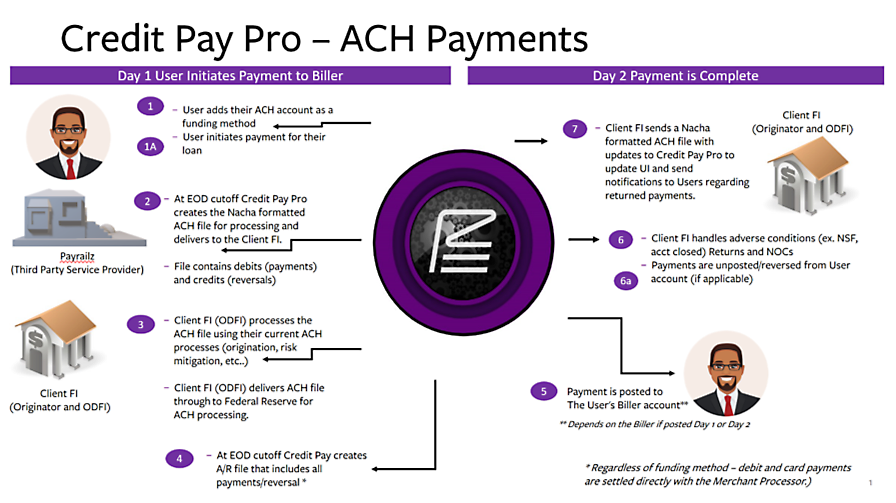 Credit Pay Pro – ACH Payments
Day 1 User Initiates Payment to Biller
1
– User adds their ACH account as a
funding method
1A
– User initiates payment for their
loan
2
– At EOD cutoff Credit Pay Pro
creates the Nacha formatted
ACH file for processing and
delivers to the Client FI.
– File contains debits (payments)
and credits (reversals)
Payrailz
(Third Party Service Provider)
3
– Client FI (ODFI) processes the
ACH file using their current ACH
processes (origination, risk
mitigation, etc..)
– Client FI (ODFI) delivers ACH file
through to Federal Reserve for
ACH processing.
$
Client FI
(Originator and ODFI)
4
– At EOD cutoff Credit Pay creates
A/R file that includes all
payments/reversal *
Day 2 Payment is Complete
7
– Client FI sends a Nacha
formatted ACH file with
updates to Credit Pay Pro to
update UI and send
notifications to Users regarding
returned payments.
Client FI
(Originator and ODFI)
$
6
– Client FI handles adverse conditions (ex. NSF,
acct closed) Returns and NOCs
6a
– Payments are unposted/reversed from User
account (if applicable)
5
Payment is posted to
The User's Biller account**
** Depends on the Biller if posted Day 1 or Day 2
* Regardless of funding method – debit and card payments
are settled directly with the Merchant Processor.)
1